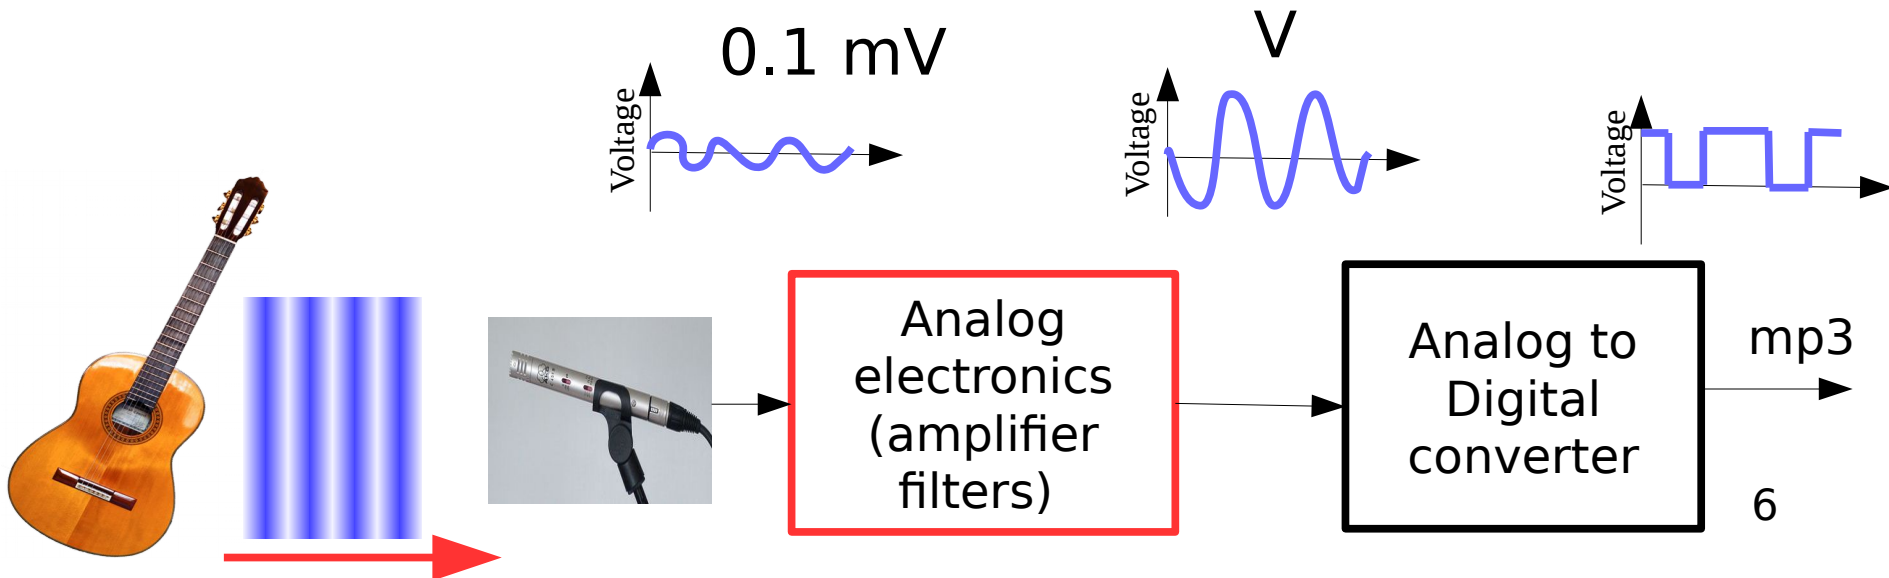 0.1 mV
V
Voltage
Voltage
Voltage
Analog
electronics
(amplifier
filters)
Analog to
Digital
converter
mp3
6